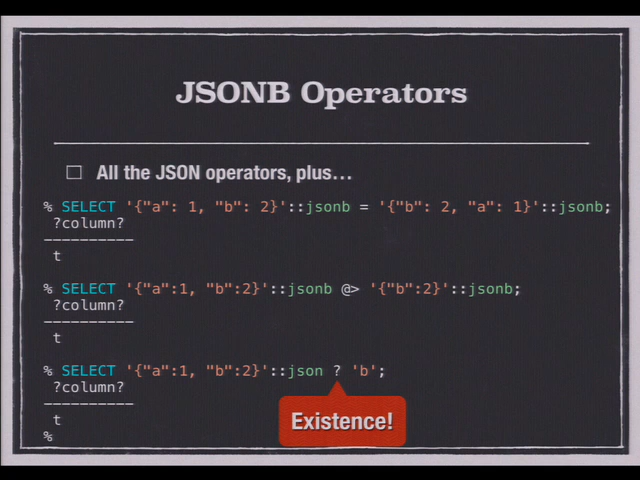 JSONB Operators
All the JSON operators, plus...
% SELECT '{"a": 1, "b": 2}'::jsonb = '{"b": 2, "a": 1}'::jsonb;
?column?
----------
t
% SELECT '{"a":1, "b":2}'::jsonb @> '{"b":2}'::jsonb;
?column?
----------
t
% SELECT '{"a":1, "b":2}'::json ? 'b';
?column?
----------
t
%
Existence!